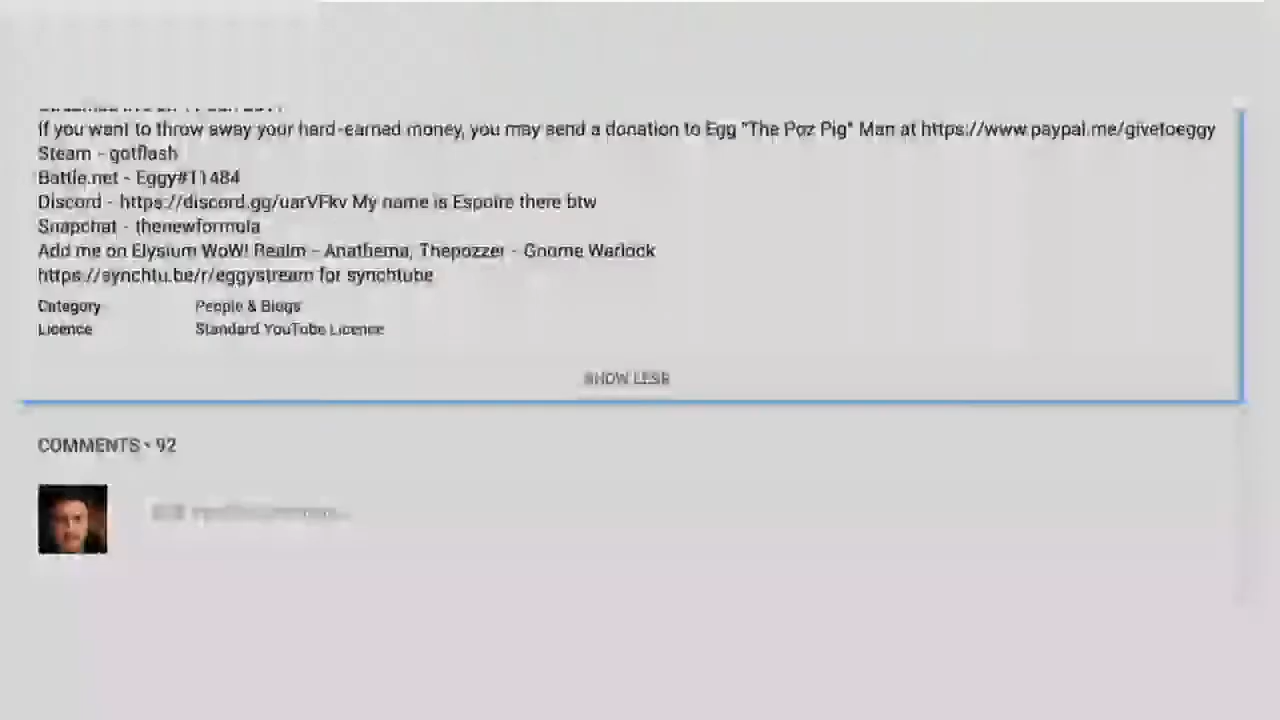 If you want to throw away your hard-earned money, you may send a donation to Egg "The Poz Pig" Man at https://www.paypal.me/givetoeggy
Steam - gotflash
Battle.net - Eggy#11484
Discord - https://discord.gg/uarVFkv My name is Espoire there btw
Snapchat - thenewformula
Add me on Elysium WoW! Realm - Anathema, Thepozzer - Gnome Warlock
https://synchtu.be/r/eggystream for synchtube
Category People & Blogs
Licence Standard YouTube Licence
SHOW LESS
COMMENTS • 92